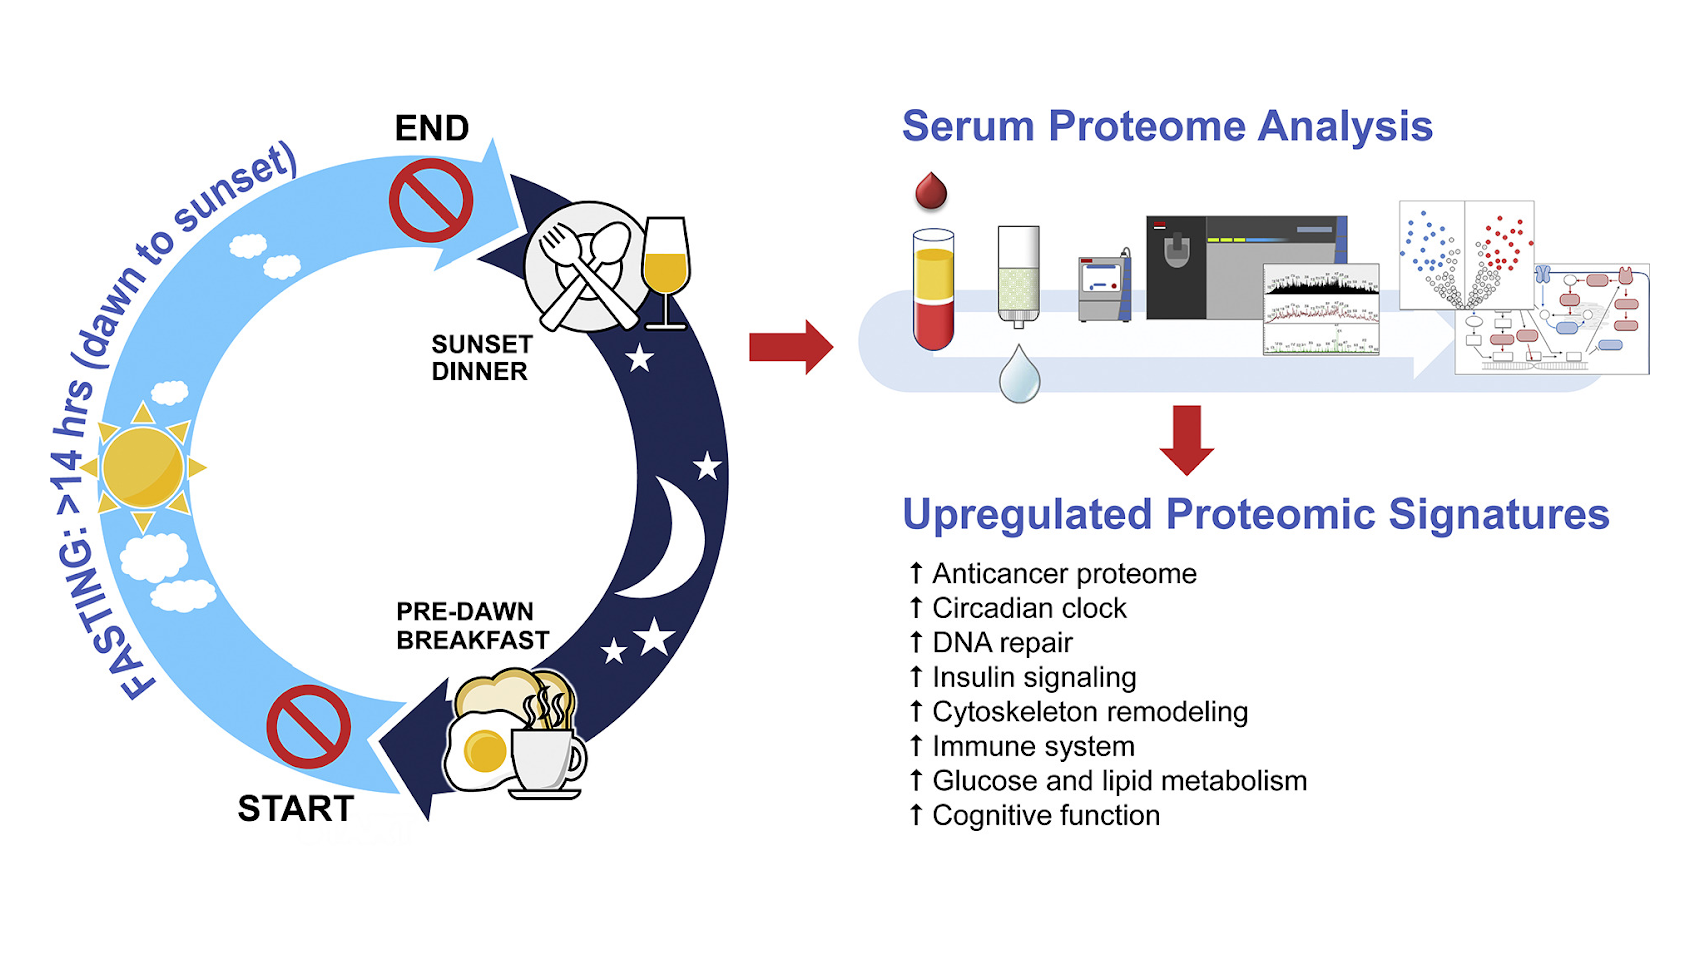 END
FASTING: >14 hrs (dawn to sunset)
SUNSET
DINNER
PRE-DAWN
BREAKFAST
START
Serum Proteome Analysis
Upregulated Proteomic Signatures
↑ Anticancer proteome
↑ Circadian clock
↑ DNA repair
↑ Insulin signaling
↑ Cytoskeleton remodeling
↑ Immune system
↑ Glucose and lipid metabolism
↑ Cognitive function